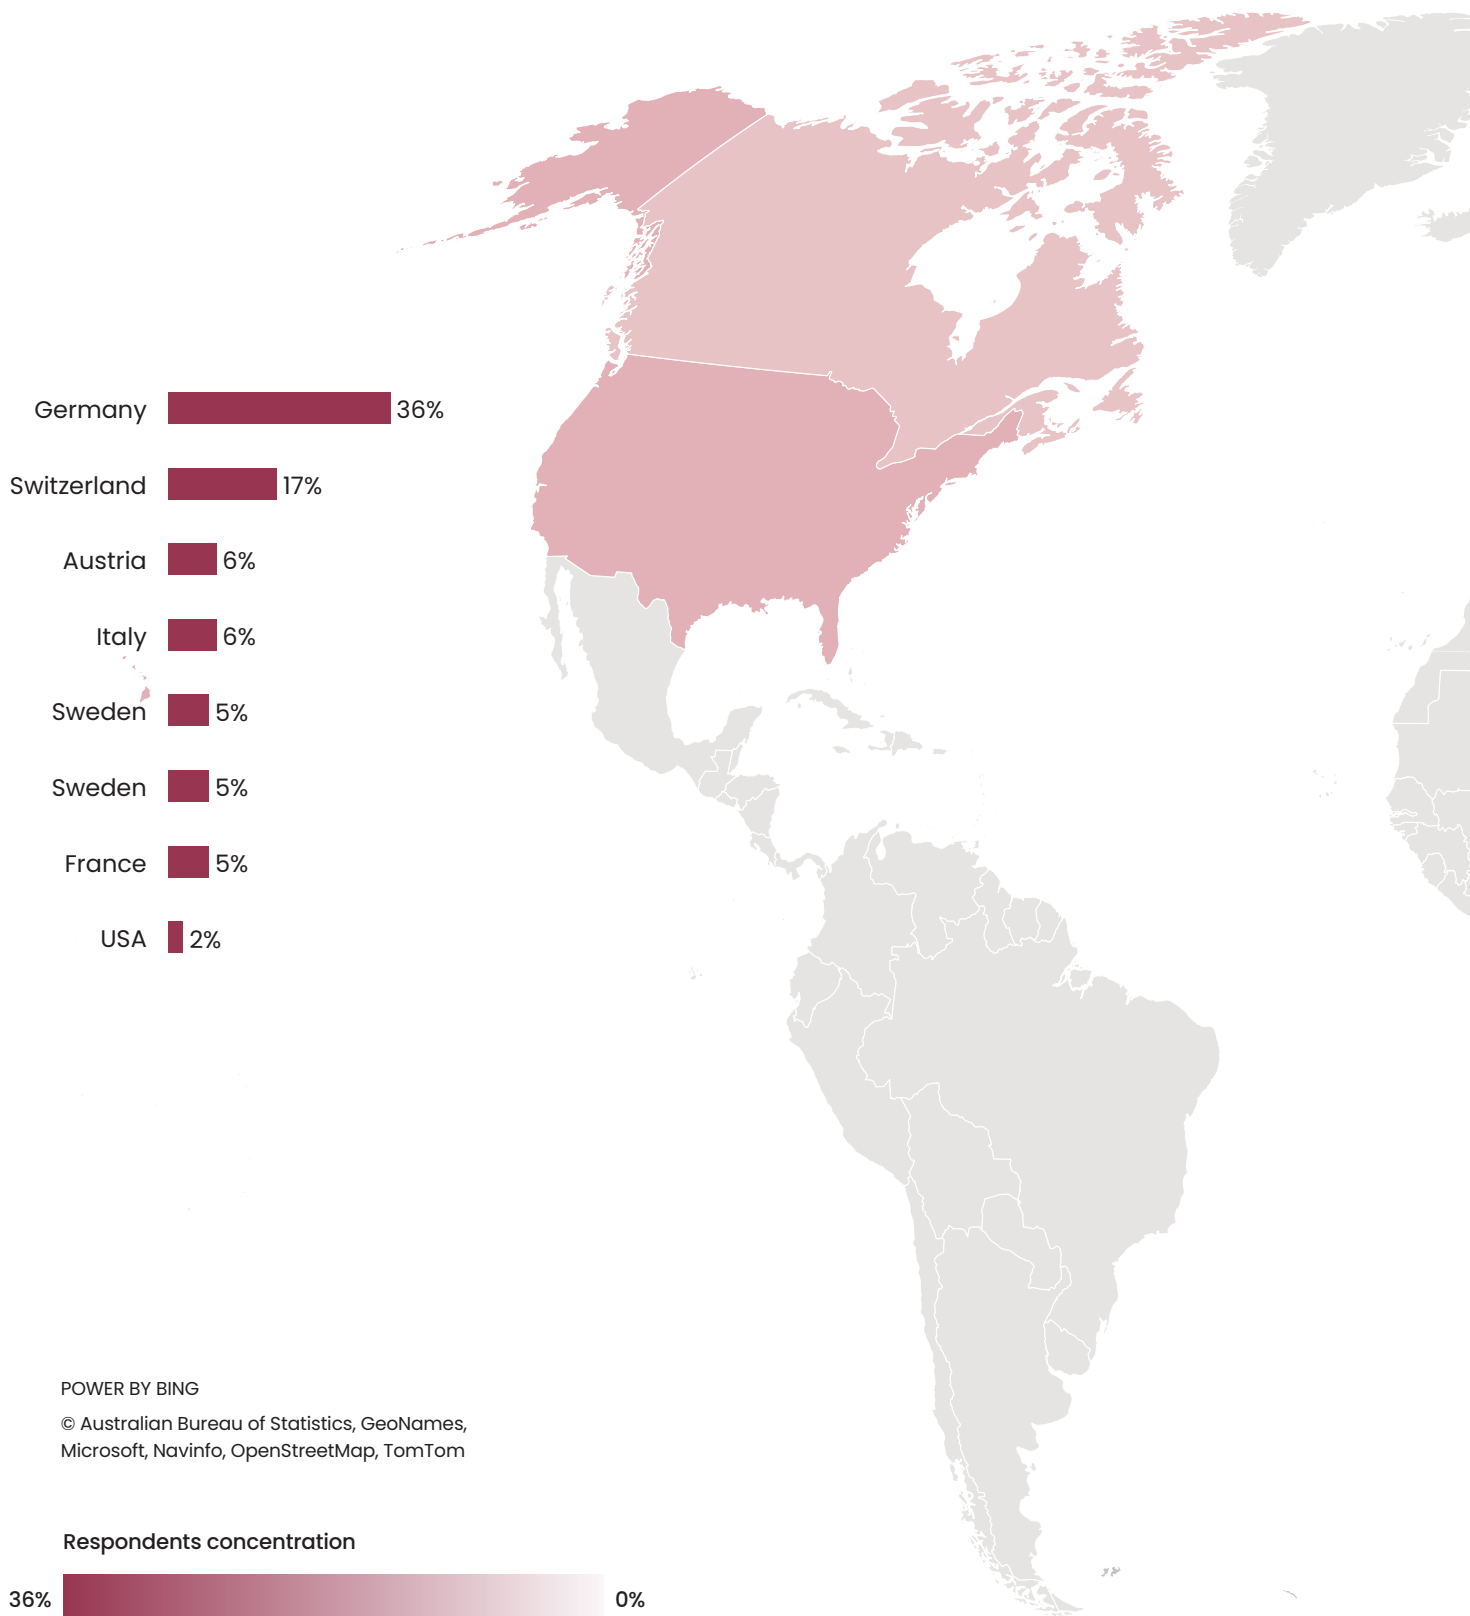 Germany 36%
Switzerland 17%
Austria 6%
Italy 6%
Sweden 5%
Sweden 5%
France 5%
USA 2%
POWER BY BING
© Australian Bureau of Statistics, GeoNames,
Microsoft, Navinfo, OpenStreetMap, TomTom
Respondents concentration
36% 0%